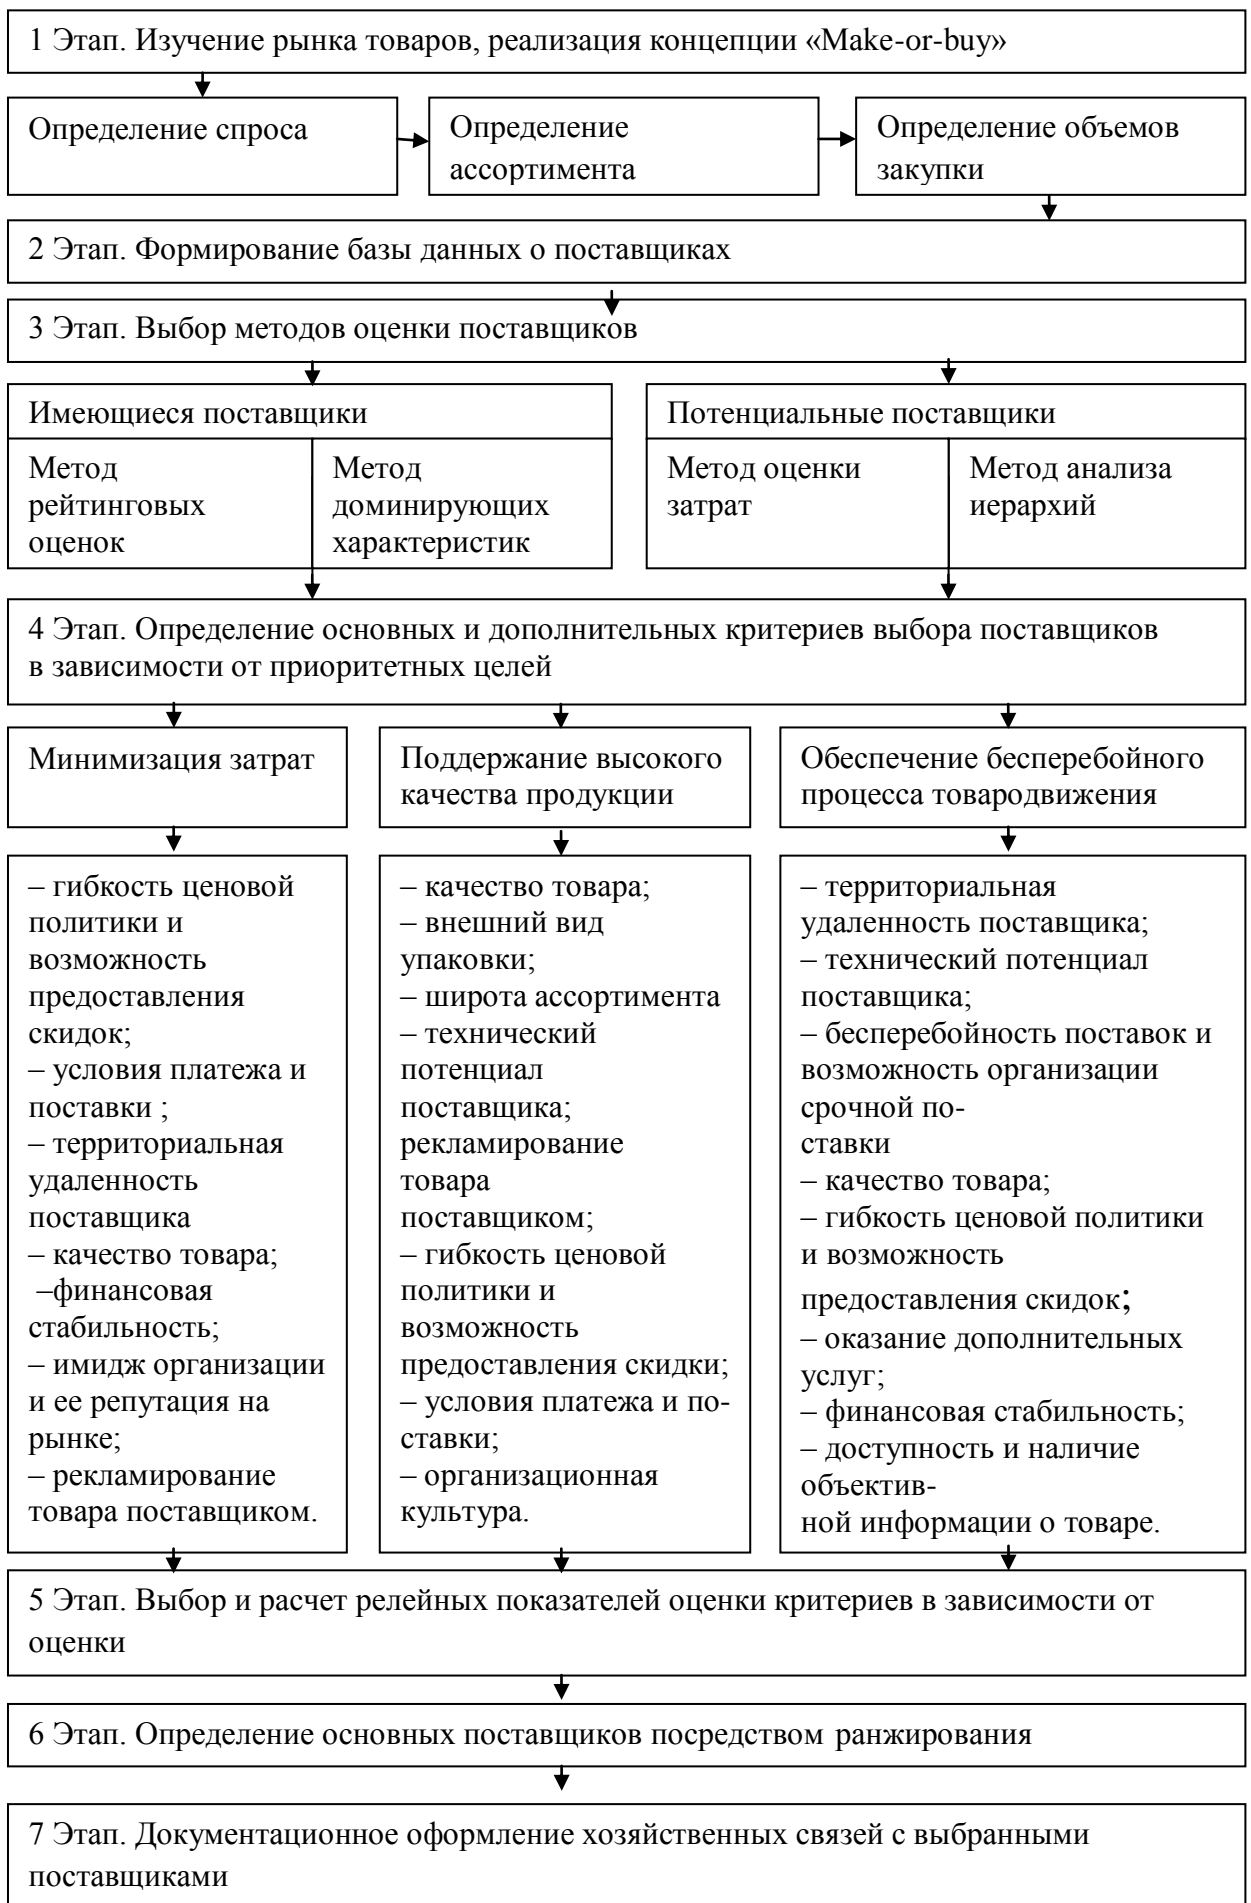 1 Этап. Изучение рынка товаров, реализация концепции «Make-or-buy»
Определение спроса
Определение
ассортимента
Определение объемов
закупки
2 Этап. Формирование базы данных о поставщиках
3 Этап. Выбор методов оценки поставщиков
Имеющиеся поставщики
Метод
рейтинговых
оценок
Метод
доминирующих
характеристик
Потенциальные поставщики
Метод оценки
затрат
Метод анализа
иерархий
4 Этап. Определение основных и дополнительных критериев выбора поставщиков
в зависимости от приоритетных целей
Минимизация затрат
Поддержание высокого
качества продукции
Обеспечение бесперебойного
процесса товародвижения
– гибкость ценовой
политики и
возможность
предоставления
скидок;
– условия платежа и
поставки ;
– территориальная
удаленность
поставщика
– качество товара;
–финансовая
стабильность;
– имидж организации
и ее репутация на
рынке;
– рекламирование
товара поставщиком.
– качество товара;
– внешний вид
упаковки;
– широта ассортимента
– технический
потенциал
поставщика;
рекламирование
товара
поставщиком;
– гибкость ценовой
политики и
возможность
предоставления скидки;
– условия платежа и по-
ставки;
– организационная
культура.
– территориальная
удаленность поставщика;
– технический потенциал
поставщика;
– бесперебойность поставок и
возможность организации
срочной по-
ставки
– качество товара;
– гибкость ценовой политики
и возможность
предоставления скидок;
– оказание дополнительных
услуг;
– финансовая стабильность;
– доступность и наличие
объектив-
ной информации о товаре.
5 Этап. Выбор и расчет релейных показателей оценки критериев в зависимости от
оценки
6 Этап. Определение основных поставщиков посредством ранжирования
7 Этап. Документационное оформление хозяйственных связей с выбранными
поставщиками